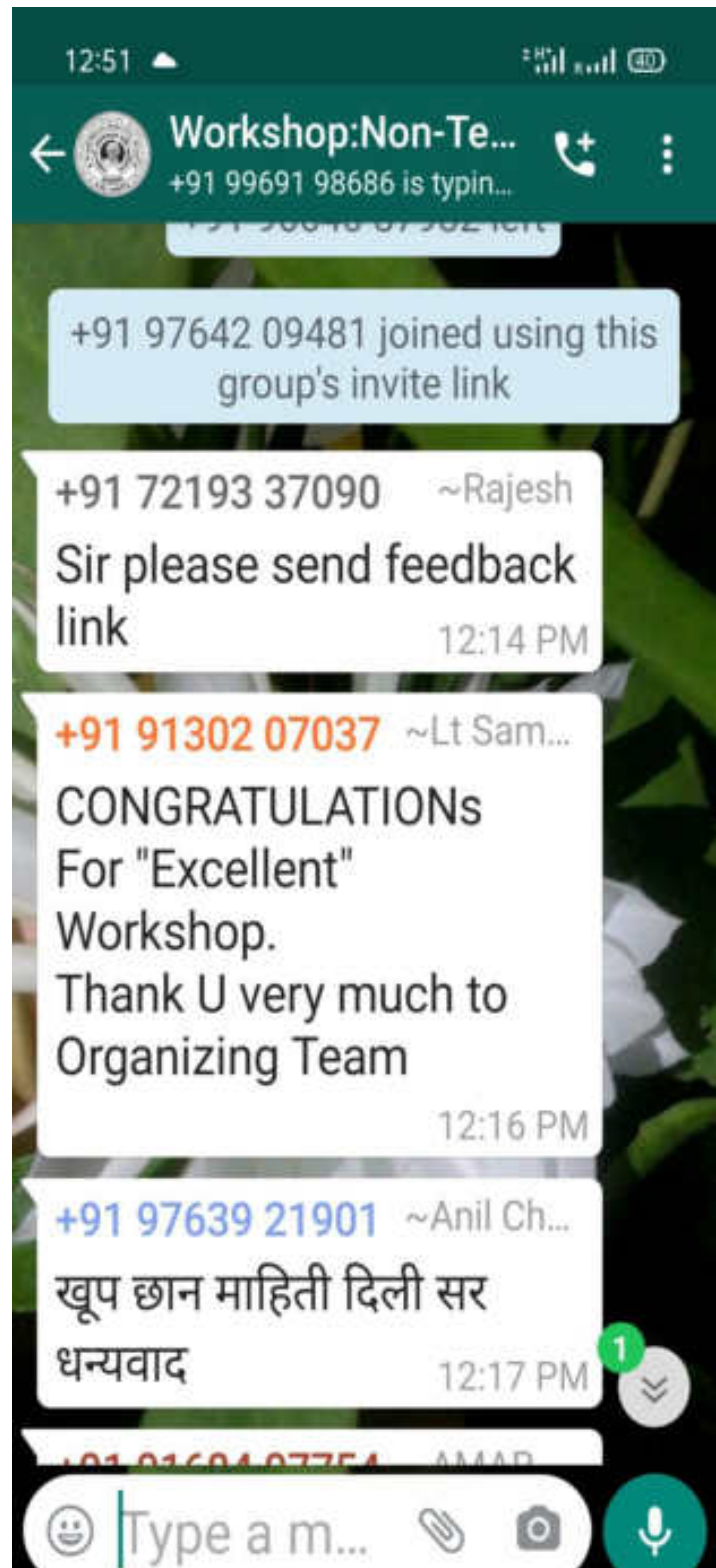 12:51
40
Workshop:Non-Te...
+91 99691 98686 is typin...
left
+91 97642 09481 joined using this
group's invite link
+91 72193 37090 ~Rajesh
Sir please send feedback
link
12:14 PM
+91 91302 07037 ~Lt Sam...
CONGRATULATIONs
For "Excellent"
Workshop.
Thank U very much to
Organizing Team
12:16 PM
+91 97639 21901 ~Anil Ch...
खूप छान माहिती दिली सर
धन्यवाद
12:17 PM
1
Type a m...